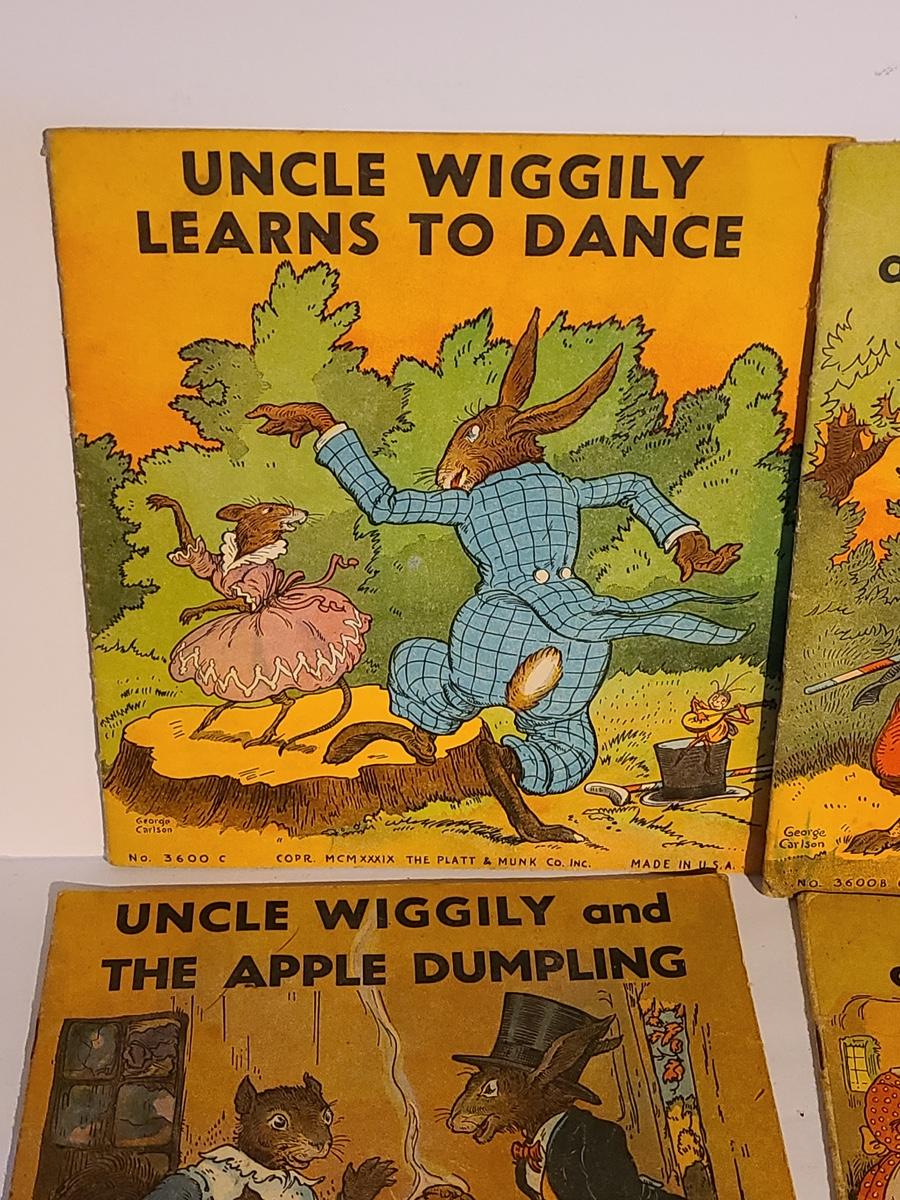 UNCLE WIGGILY
LEARNS TO DANCE
George
Carlson
No. 3600 C COPR. MCMXXXIX THE PLATT & MUNK CO. INC. MADE IN U.S.A.
George
Carlson
NO. 3600B
UNCLE WIGGILY and
THE APPLE DUMPLING